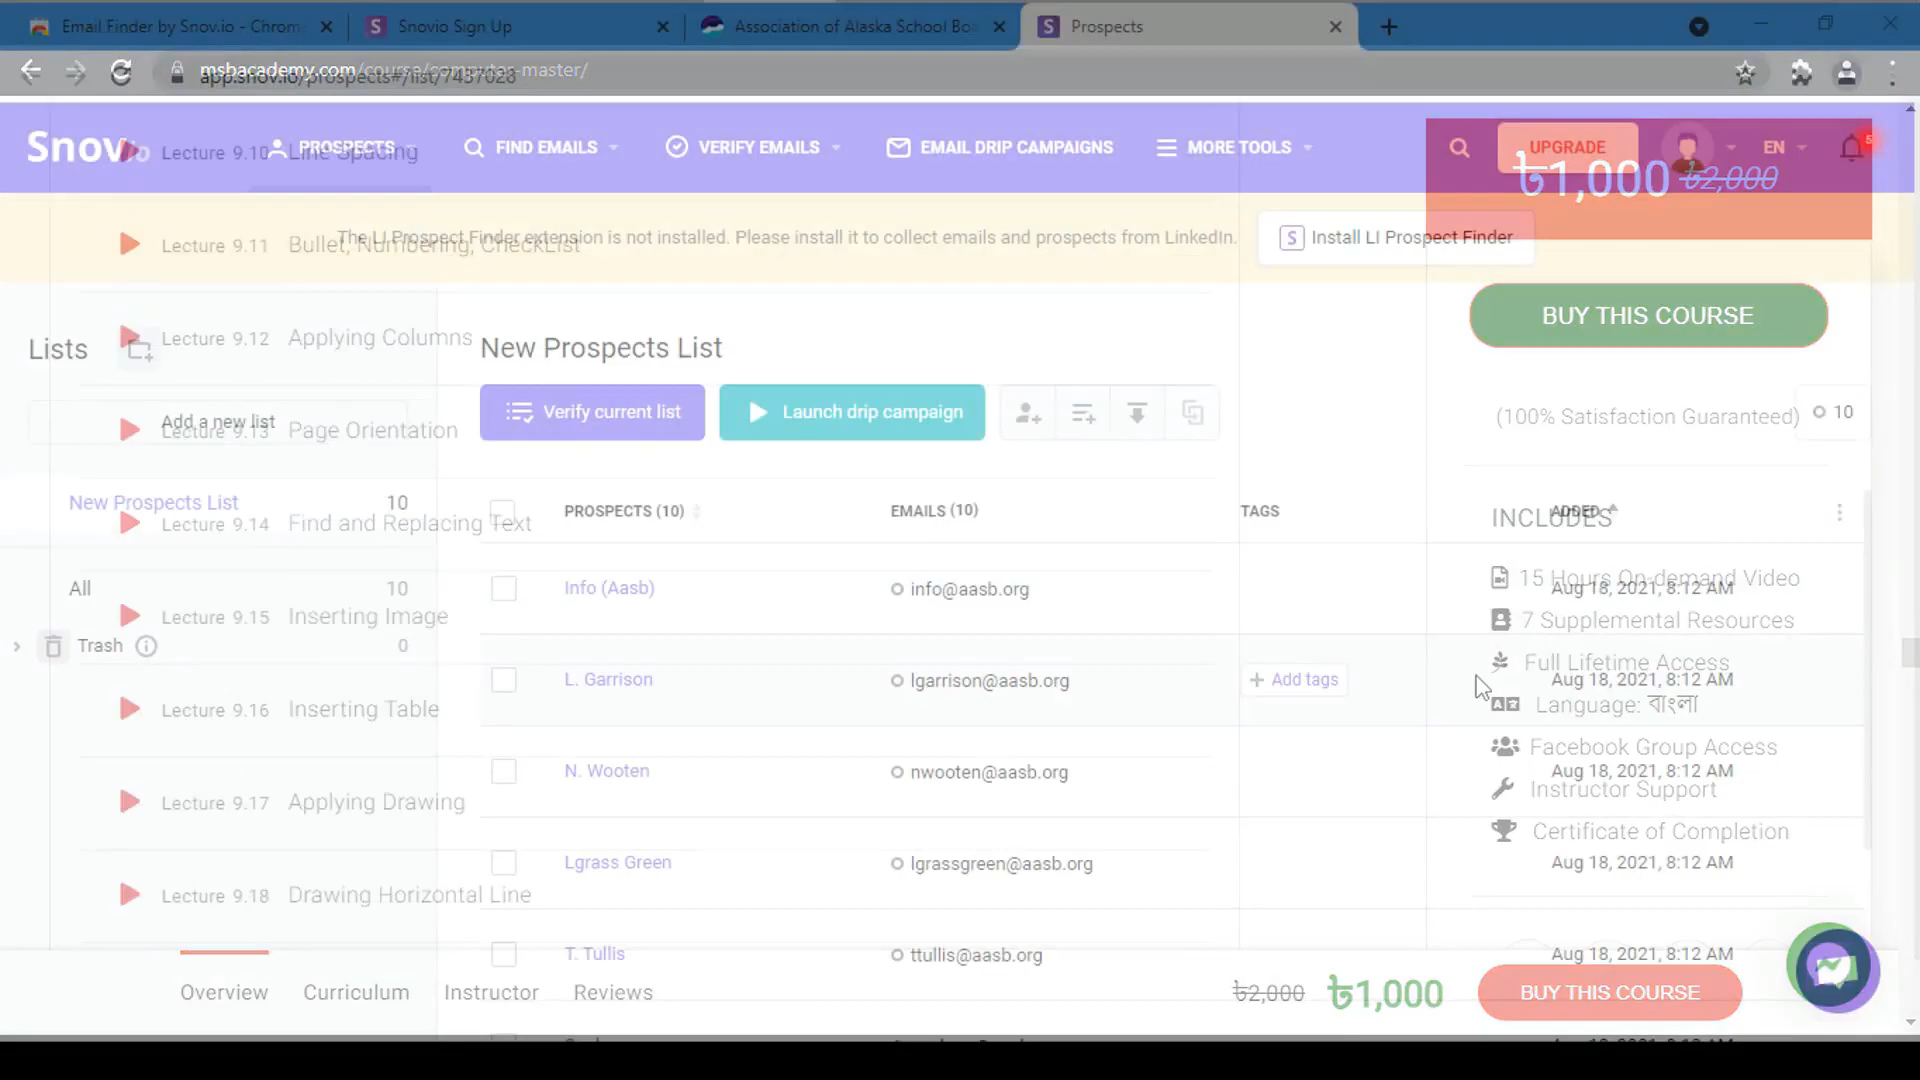 Email Finder by Snov.io - Chrom
Snovio Sign Up
Association of Alaska School Bo
Prospects
msbacademy.com/course/computer-master/
app.snov.io/prospects#/list/7437028
Snov.io
PROSPECTS
FIND EMAILS
VERIFY EMAILS
EMAIL DRIP CAMPAIGNS
MORE TOOLS
UPGRADE
EN
5
৳1,000 ৳2,000
Lecture 9.10 Line Spacing
The LI Prospect Finder extension is not installed. Please install it to collect emails and prospects from LinkedIn.
Install LI Prospect Finder
Lecture 9.11 Bullet, Numbering, CheckList
BUY THIS COURSE
Lists
Lecture 9.12 Applying Columns
New Prospects List
Verify current list
Launch drip campaign
(100% Satisfaction Guaranteed)
10
Add a new list
Lecture 9.13 Page Orientation
New Prospects List 10
Lecture 9.14 Find and Replacing Text
PROSPECTS (10)
EMAILS (10)
TAGS
ADDED
INCLUDES
All 10
Info (Aasb)
info@aasb.org
Aug 18, 2021, 8:12 AM
15 Hours On-demand Video
Lecture 9.15 Inserting Image
7 Supplemental Resources
Trash 0
Full Lifetime Access
L. Garrison
lgarrison@aasb.org
Add tags
Aug 18, 2021, 8:12 AM
Lecture 9.16 Inserting Table
Language: বাংলা
Facebook Group Access
N. Wooten
nwooten@aasb.org
Aug 18, 2021, 8:12 AM
Instructor Support
Lecture 9.17 Applying Drawing
Certificate of Completion
Lgrass Green
lgrassgreen@aasb.org
Aug 18, 2021, 8:12 AM
Lecture 9.18 Drawing Horizontal Line
T. Tullis
ttullis@aasb.org
Aug 18, 2021, 8:12 AM
Overview
Curriculum
Instructor
Reviews
৳2,000 ৳1,000
BUY THIS COURSE